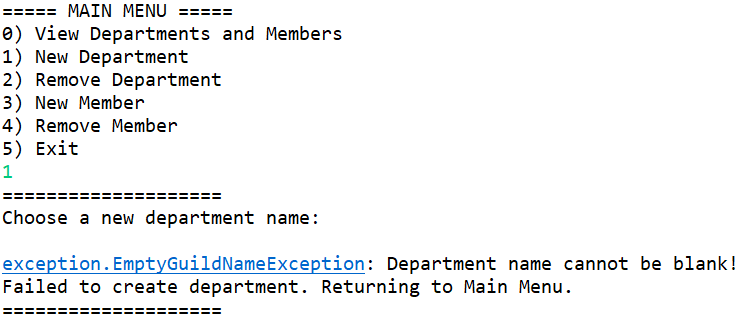 ===== MAIN MENU =====
0) View Departments and Members
1) New Department
2) Remove Department
3) New Member
4) Remove Member
5) Exit
1
====================
Choose a new department name:

exception.EmptyGuildNameException: Department name cannot be blank!
Failed to create department. Returning to Main Menu.
====================